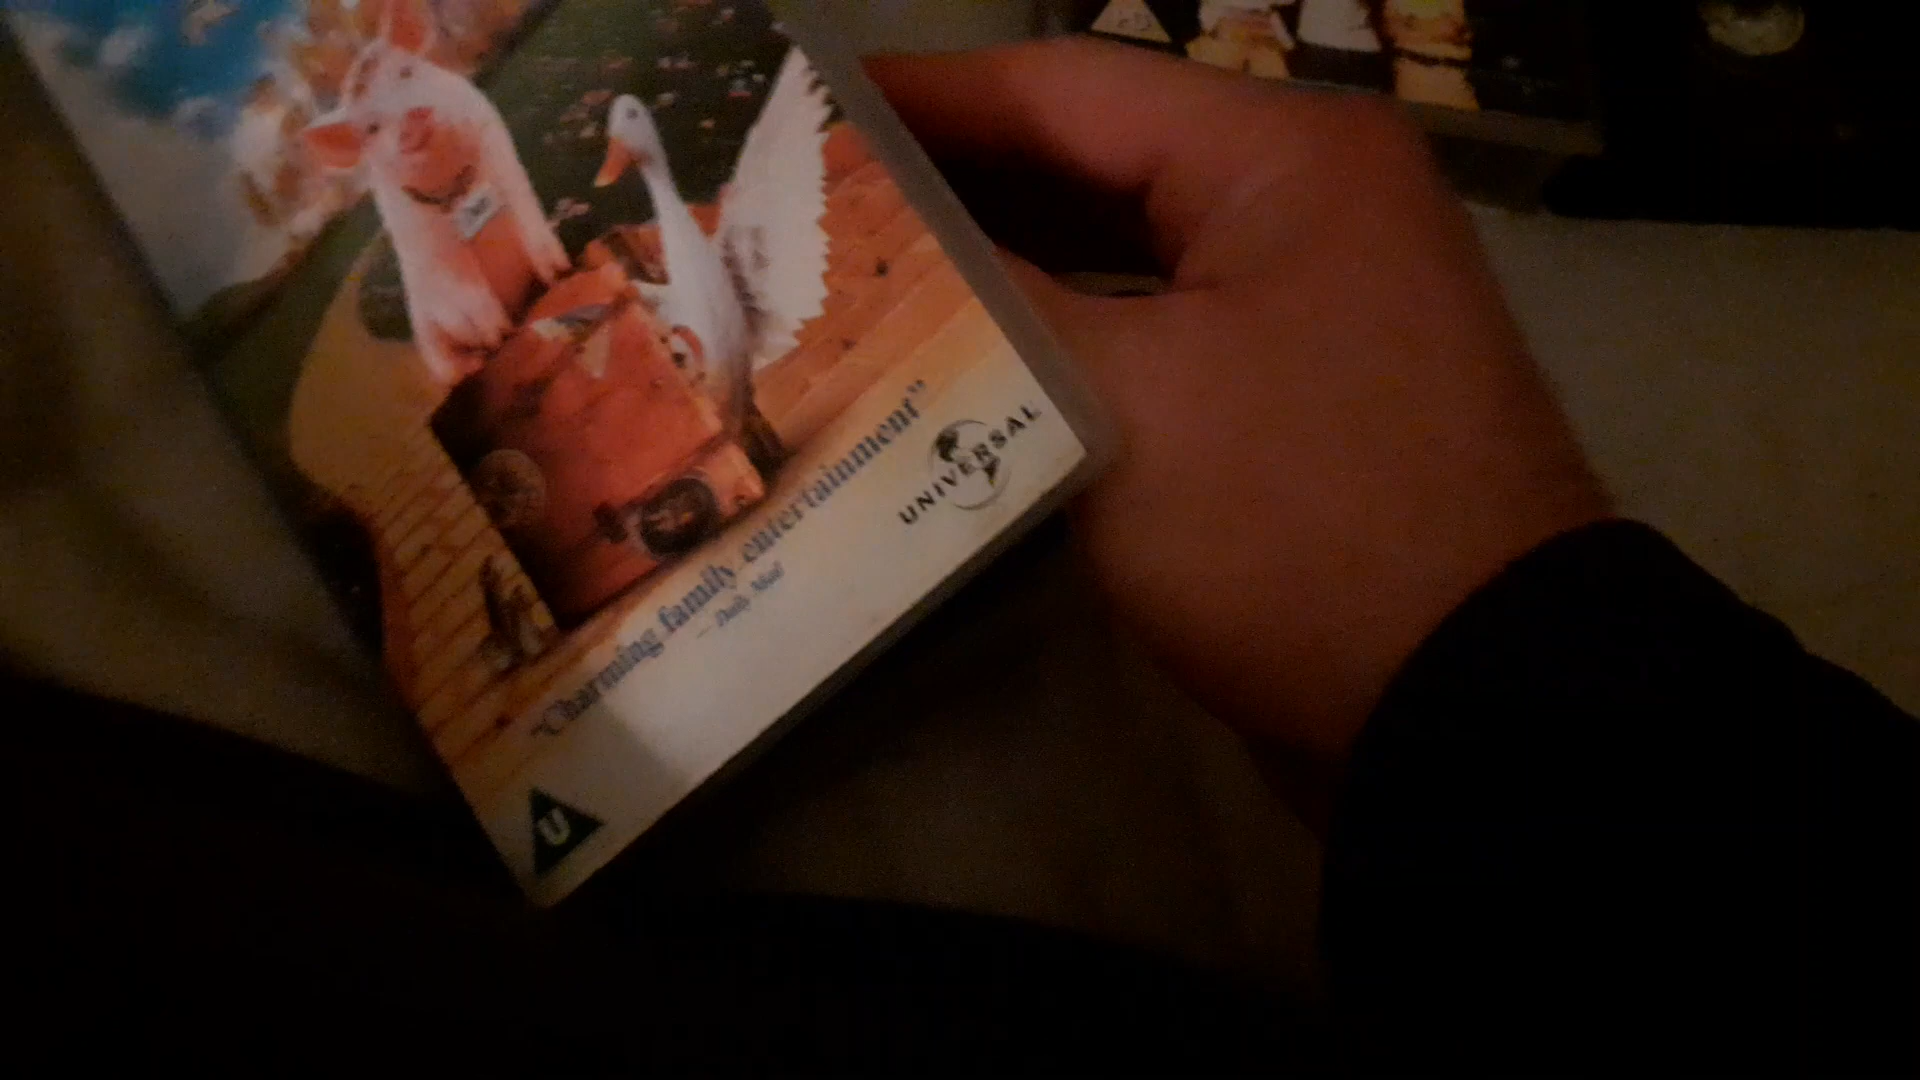 "Charming family entertainment"
– Daily Mail
UNIVERSAL
U